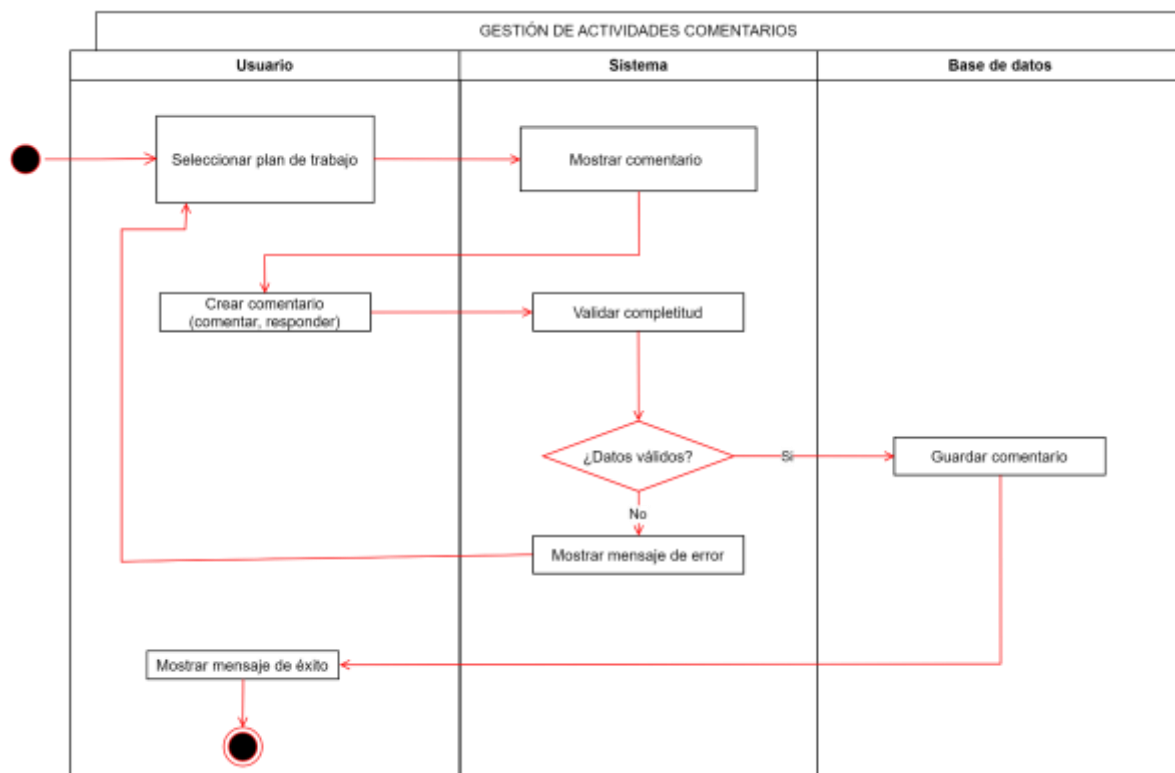 GESTIÓN DE ACTIVIDADES COMENTARIOS
Usuario
Sistema
Base de datos
Seleccionar plan de trabajo
Mostrar comentario
Crear comentario
(comentar, responder)
Validar completitud
¿Datos válidos?
Si
Guardar comentario
No
Mostrar mensaje de error
Mostrar mensaje de éxito